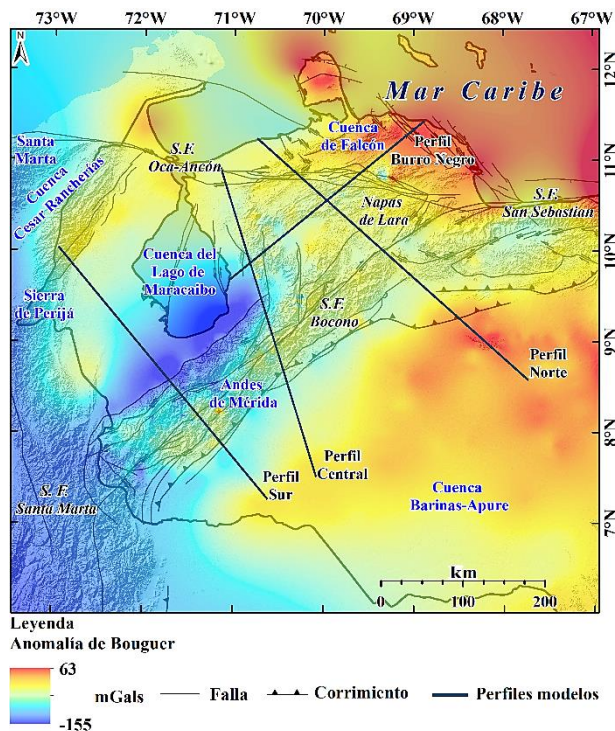 73°W
72°W
71°W
70°W
69°W
68°W
67°W
12°N
11°N
10°N
9°N
8°N
7°N
N
Mar Caribe
Santa
Marta
Cuenca
Cesar Rancherias
S.F.
Oca-Ancón
Cuenca
de Falcón
Perfil
Burro Negro
Napas
de Lara
S.F.
San Sebastian
Cuenca del
Lago de
Maracaibo
Sierra
de Perijá
S.F.
Bocono
Andes
de Mérida
Perfil
Norte
Perfil
Central
Perfil
Sur
Cuenca
Barinas-Apure
S. F.
Santa Marta
km
0 100 200
Leyenda
Anomalía de Bouguer
63
-155
mGals
Falla
Corrimiento
Perfiles modelos